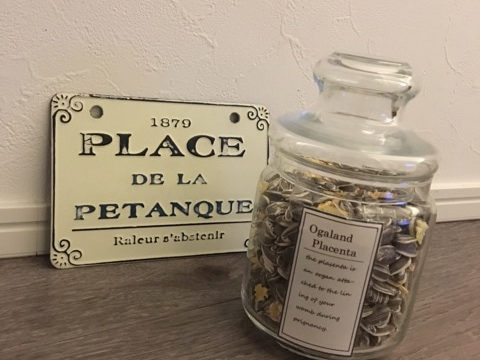 1879
PLACE
DE LA
PETANQUE
Raleur s'abstenir
Ogaland
Placenta
the placenta is
an organ atta-
ched to the lin
ing of your
womb during
prignancy.